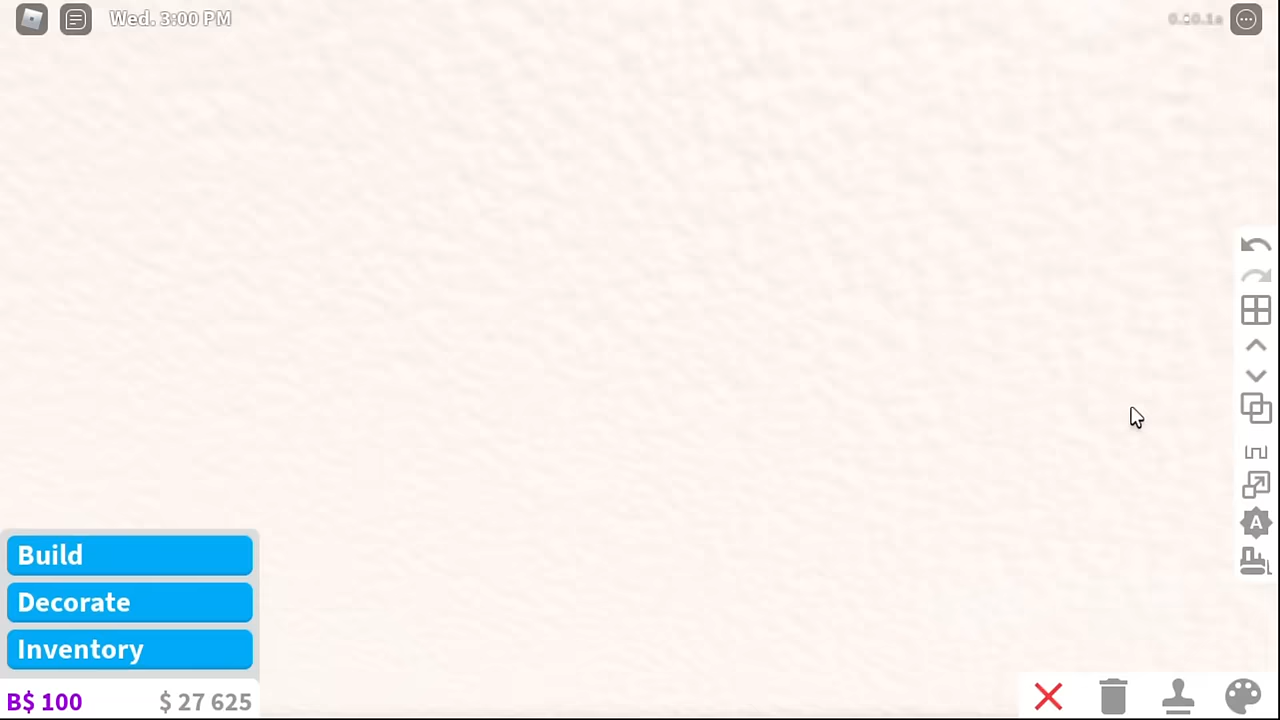 Wed. 3:00 PM
Build
Decorate
Inventory
B$ 100
$ 27 625
A